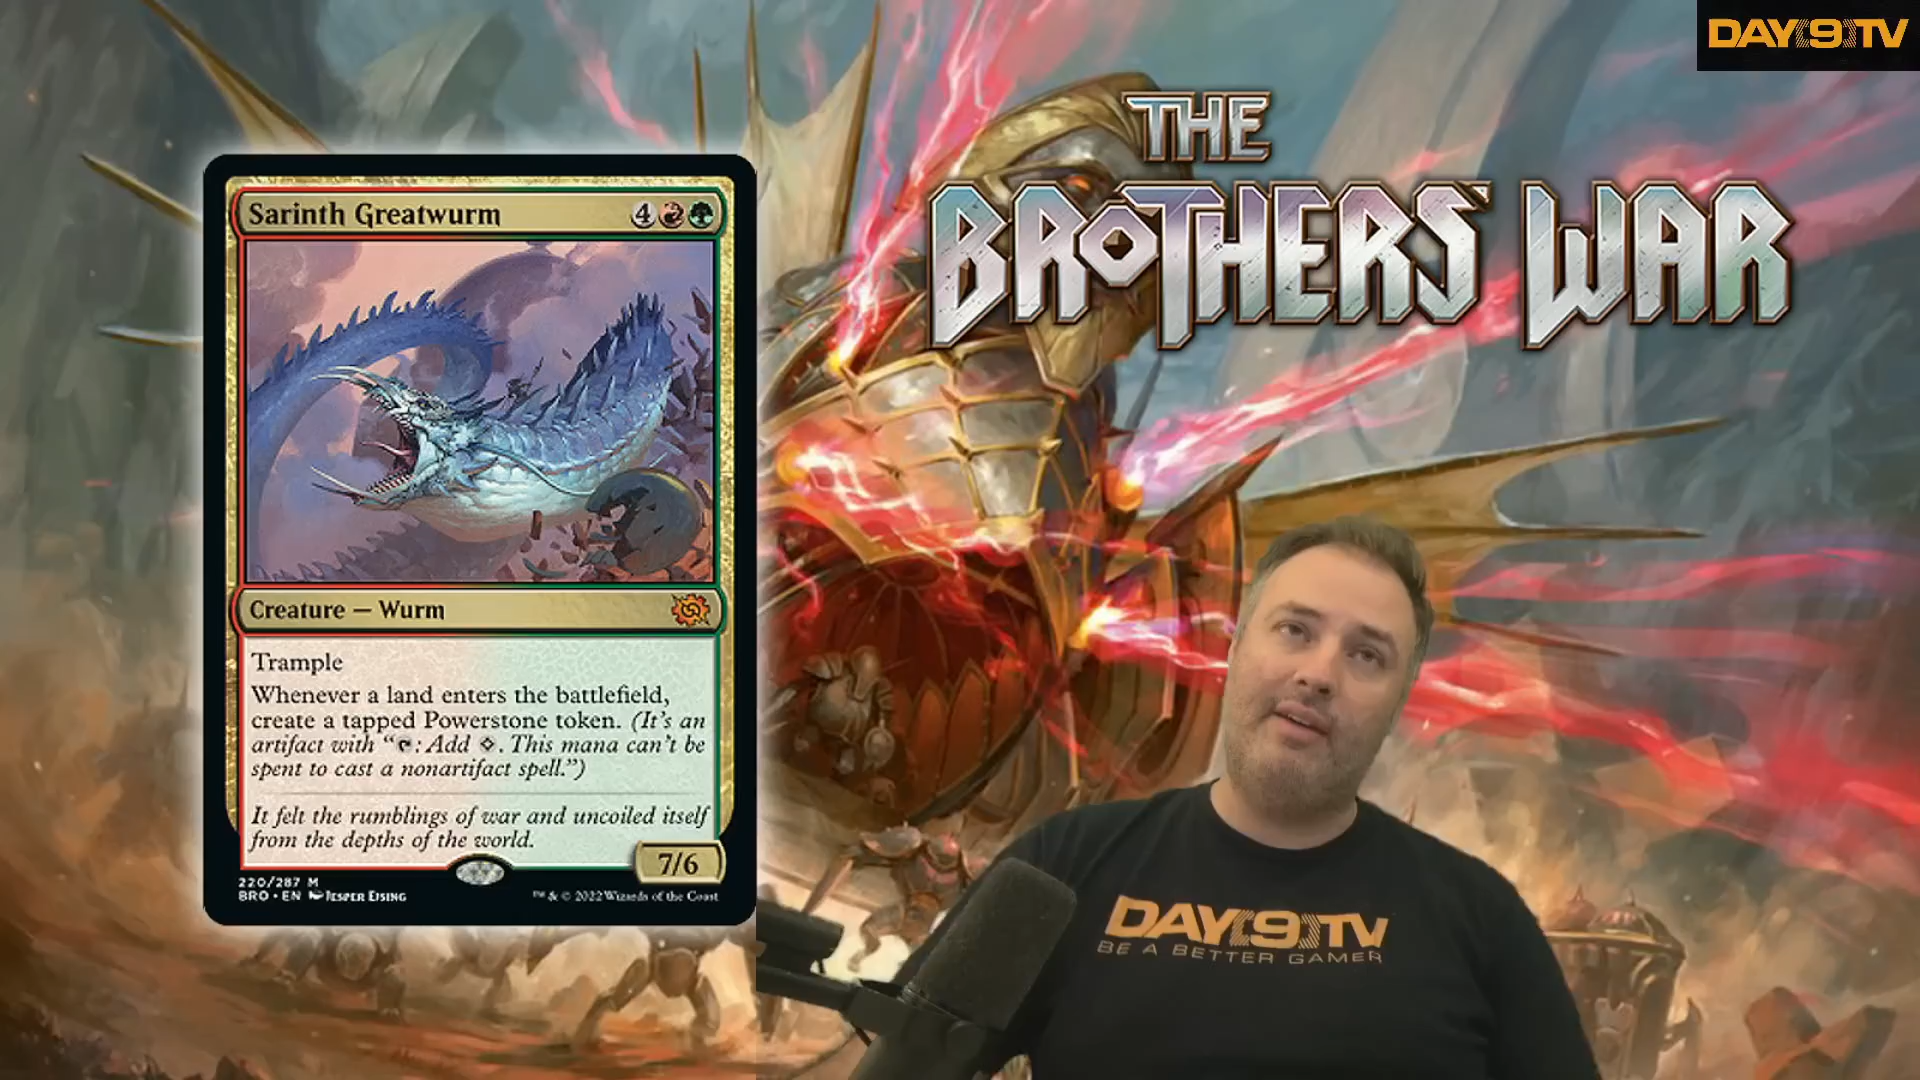 DAY[9]TV
THE
BROTHERS' WAR
Sarinth Greatwurm
4
Creature — Wurm
Trample
Whenever a land enters the battlefield,
create a tapped Powerstone token. (It's an
artifact with “: Add . This mana can't be
spent to cast a nonartifact spell.”)
It felt the rumblings of war and uncoiled itself
from the depths of the world.
7/6
220/287 M
BRO • EN JESPER EJSING
™ & © 2022 Wizards of the Coast
DAY[9]TV
BE A BETTER GAMER